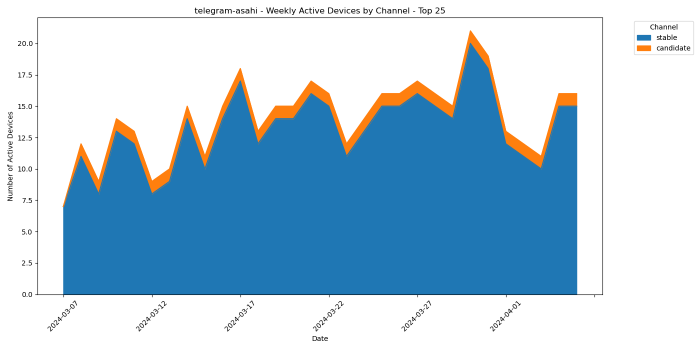 telegram-asahi - Weekly Active Devices by Channel - Top 25
Channel
stable
candidate
Number of Active Devices
20.0
17.5
15.0
12.5
10.0
7.5
5.0
2.5
0.0
2024-03-07
2024-03-12
2024-03-17
2024-03-22
2024-03-27
2024-04-01
Date